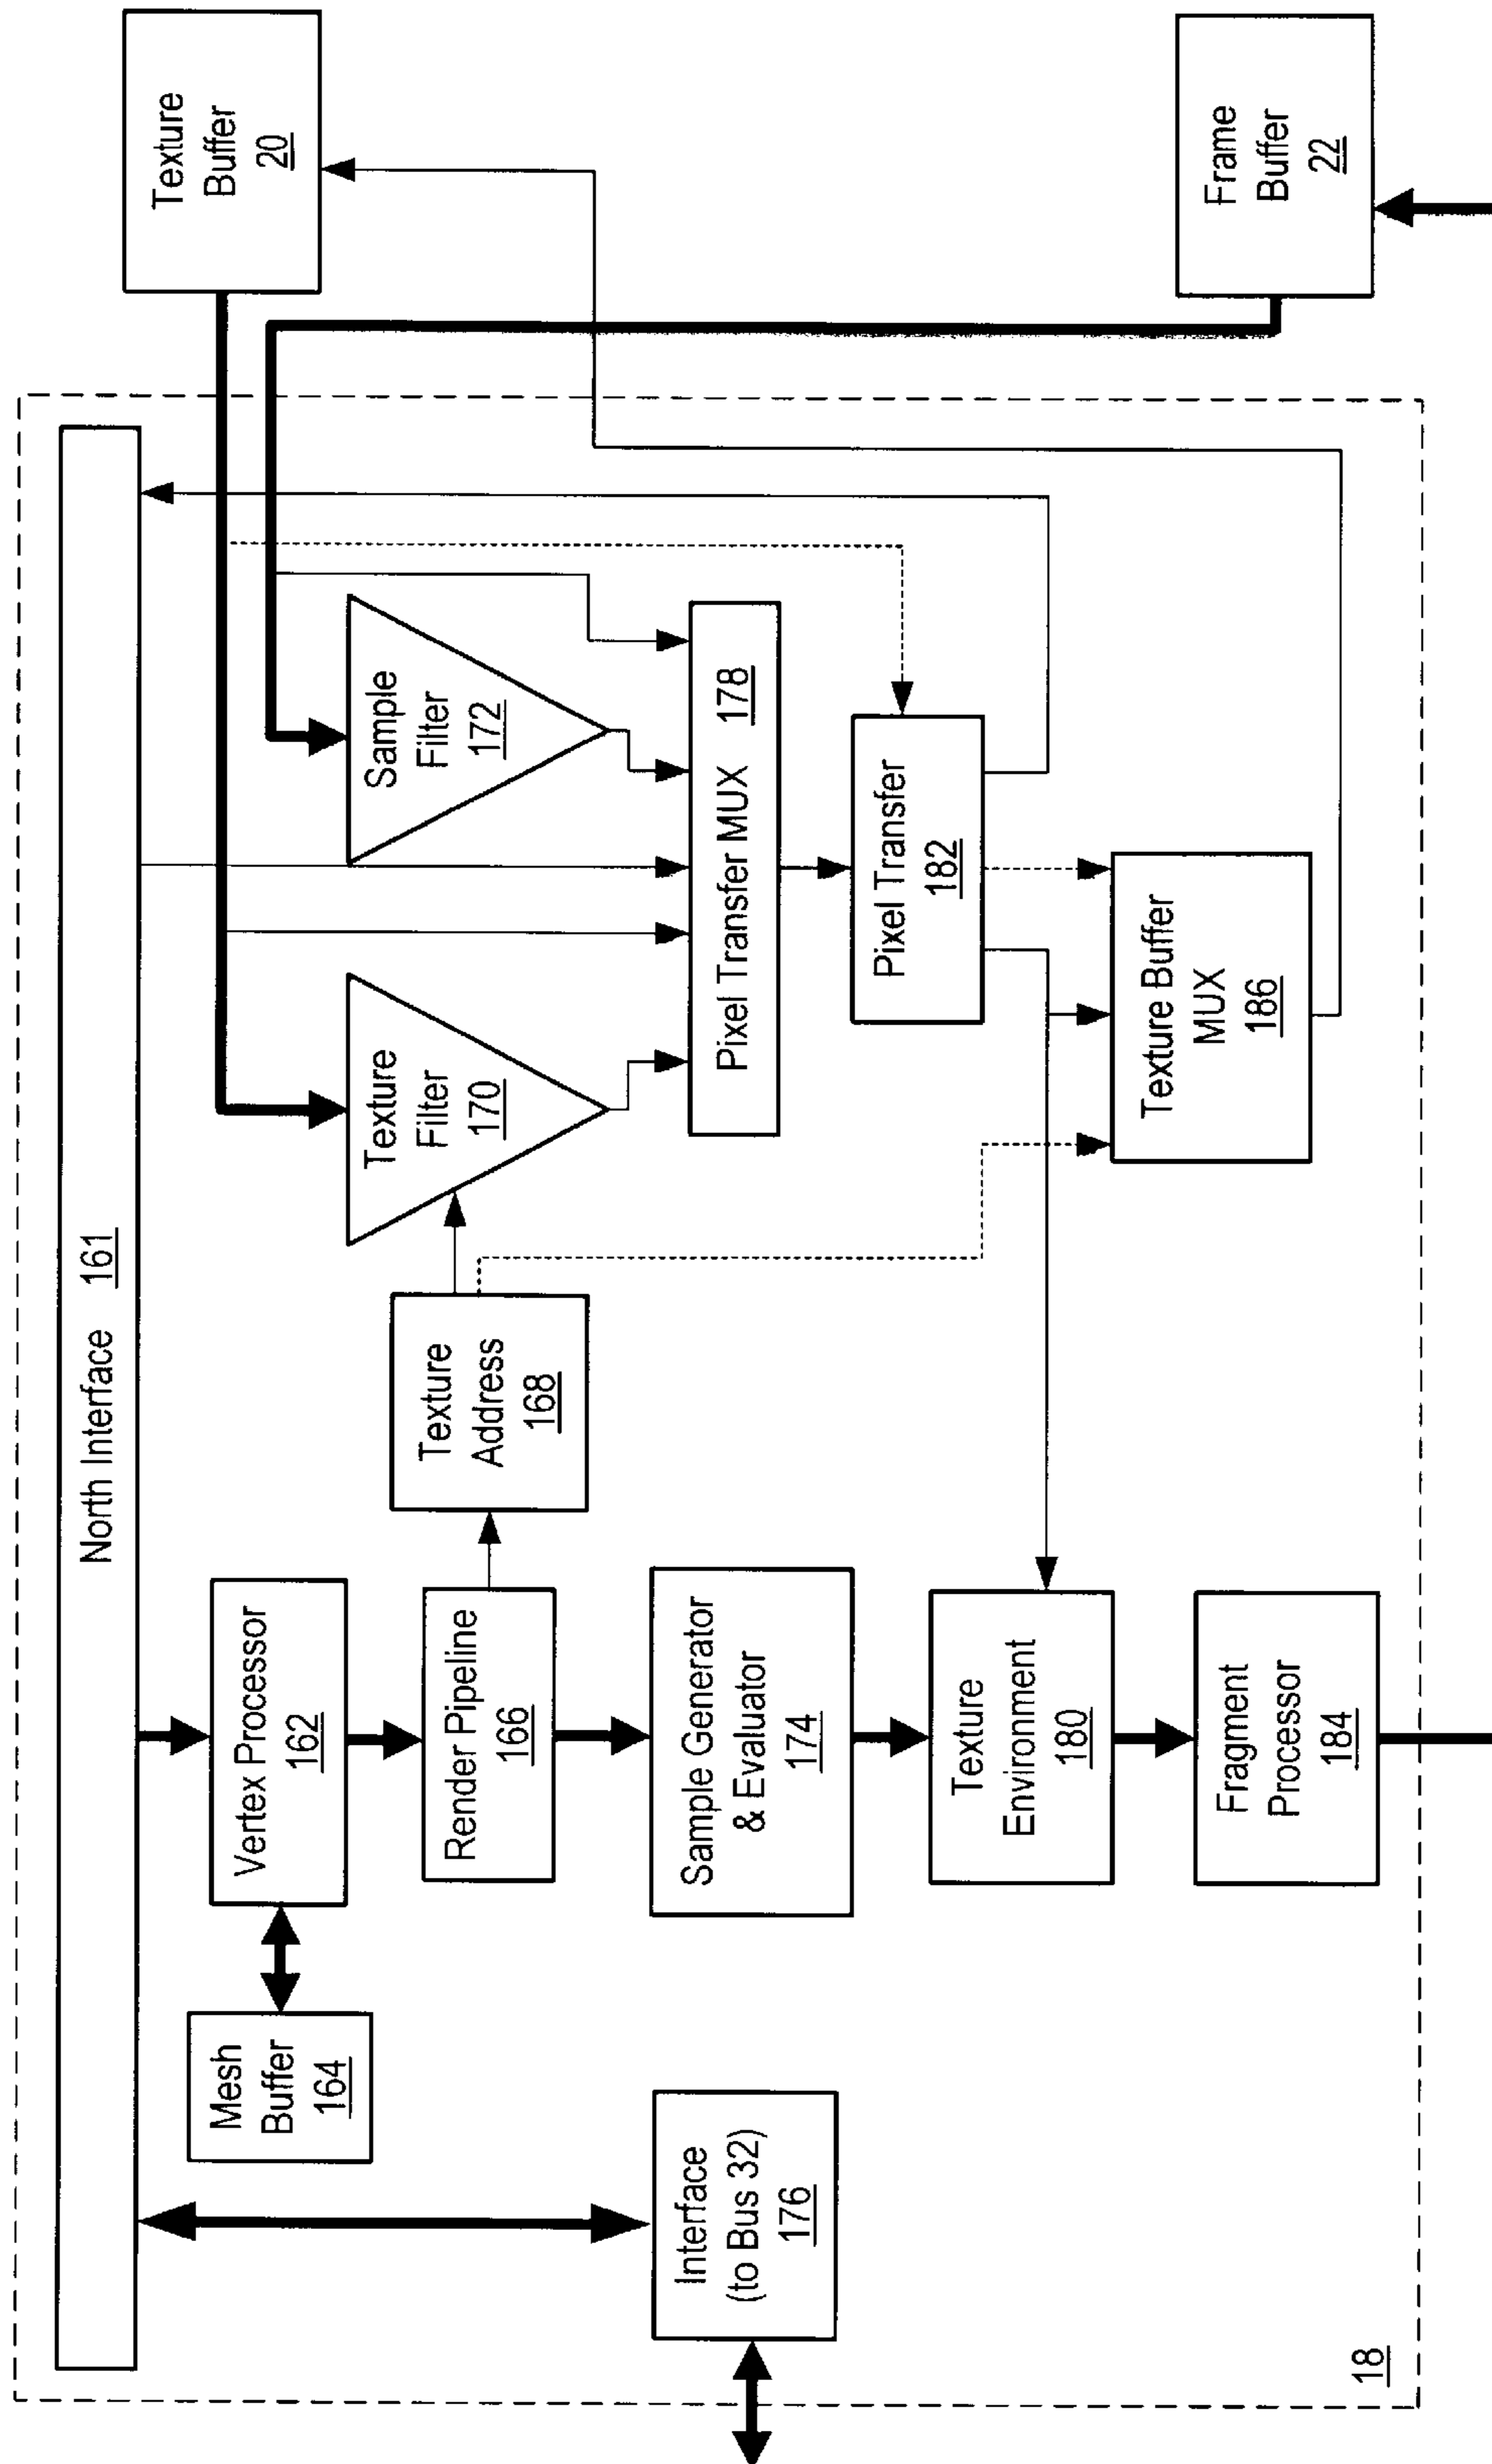 North Interface 161
Mesh
Buffer
164
Vertex Processor
162
Texture
Buffer
20
Render Pipeline
166
Texture
Address
168
Texture
Filter
170
Sample
Filter
172
Interface
(to Bus 32)
176
Sample Generator
& Evaluator
174
Pixel Transfer MUX 178
Texture
Environment
180
Pixel Transfer
182
Fragment
Processor
184
Texture Buffer
MUX
186
Frame
Buffer
22
18